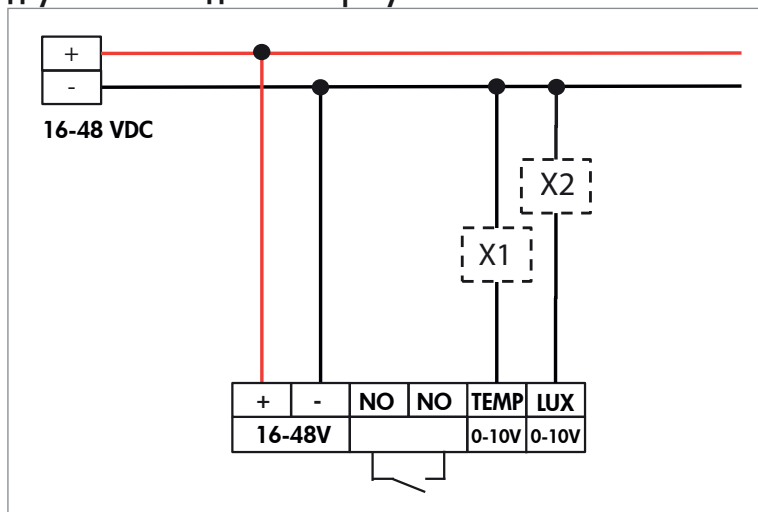 +
-
16-48 VDC
X2
X1
+ - NO NO TEMP LUX
16-48V 0-10V 0-10V